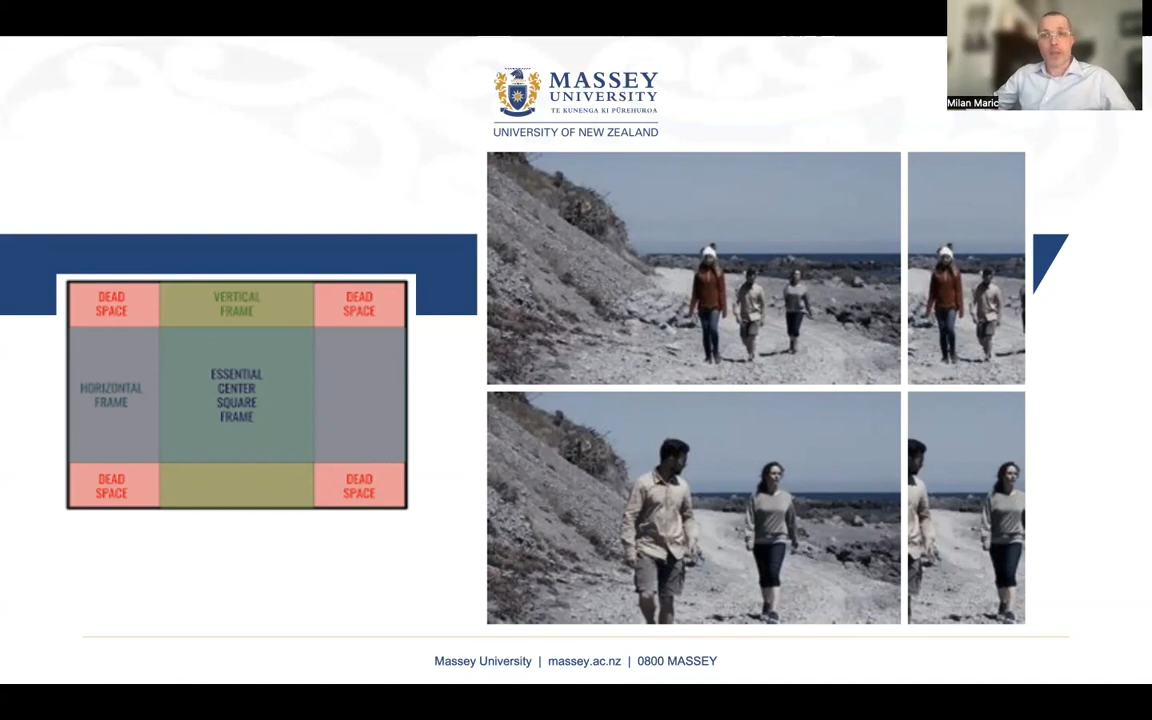 MASSEY
UNIVERSITY
TE KUNENGA KI PŪREHUROA
UNIVERSITY OF NEW ZEALAND
Milan Maric
DEAD
SPACE
VERTICAL
FRAME
DEAD
SPACE
HORIZONTAL
FRAME
ESSENTIAL
CENTER
SQUARE
FRAME
DEAD
SPACE
DEAD
SPACE
Massey University | massey.ac.nz | 0800 MASSEY